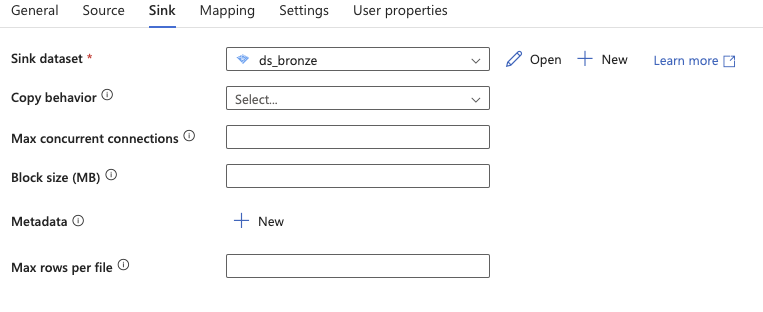 General Source Sink Mapping Settings User properties
Sink dataset * ds_bronze Open New Learn more
Copy behavior Select...
Max concurrent connections
Block size (MB)
Metadata New
Max rows per file